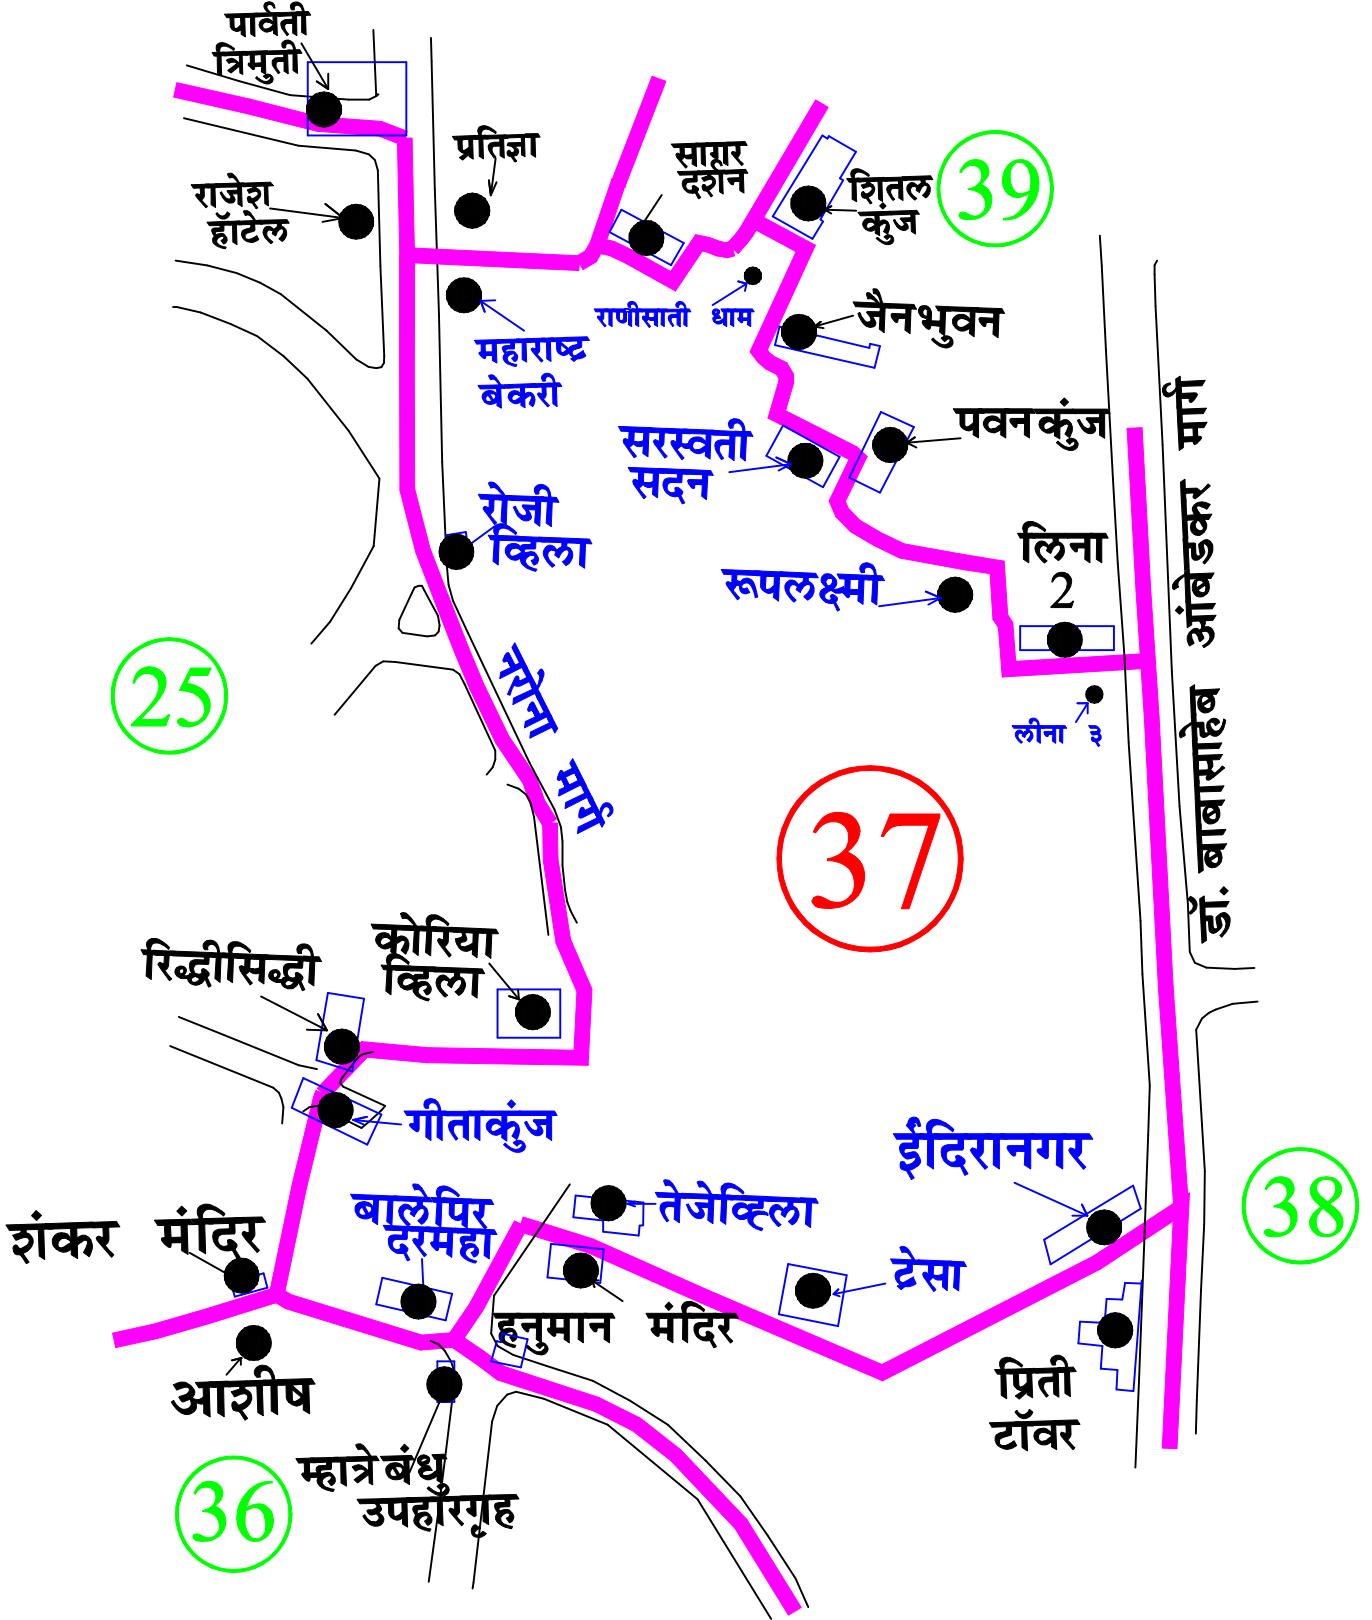 पार्वती
त्रिमुती
प्रतिज्ञा
सागर
दर्शन
राजेश
हॉटेल
शितल
कुंज
39
राणीसाती धाम
जैनभुवन
महाराष्ट्र
बेकरी
पवनकुंज
सरस्वती
सदन
रोजी
व्हिला
लिना
2
रूपलक्ष्मी
25
लीना ३
नरोना मार्ग
डॉ. बाबासाहेब आंबेडकर मार्ग
37
कोरिया
व्हिला
रिद्धीसिद्धी
गीताकुंज
ईंदिरानगर
38
बालेपिर
दरमहा
तेजेव्हिला
शंकर मंदिर
ट्रेसा
हनुमान मंदिर
आशीष
प्रिती
टॉवर
36
म्हात्रे बंधु
उपहारगृह